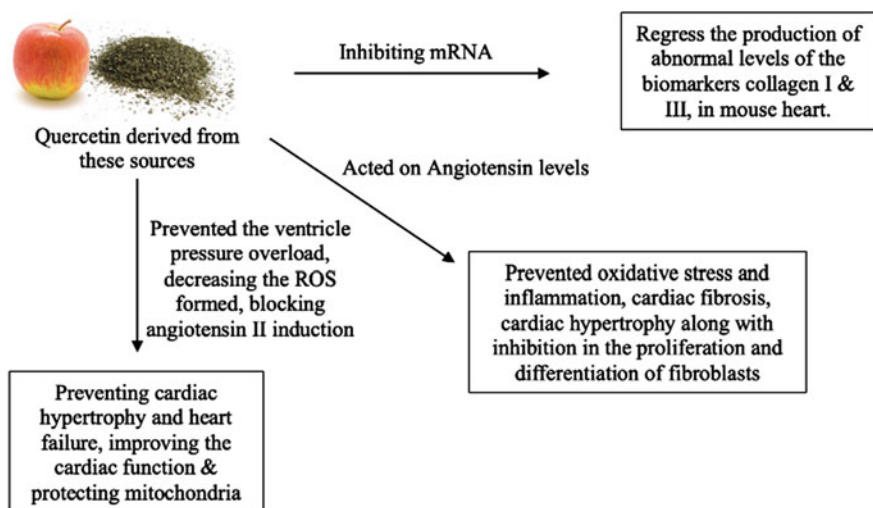 Inhibiting mRNA
Regress the production of
abnormal levels of the
biomarkers collagen I &
III, in mouse heart.
Quercetin derived from
these sources
Acted on Angiotensin levels
Prevented the ventricle
pressure overload,
decreasing the ROS
formed, blocking
angiotensin II induction
Prevented oxidative stress and
inflammation, cardiac fibrosis,
cardiac hypertrophy along with
inhibition in the proliferation and
differentiation of fibroblasts
Preventing cardiac
hypertrophy and heart
failure, improving the
cardiac function &
protecting mitochondria